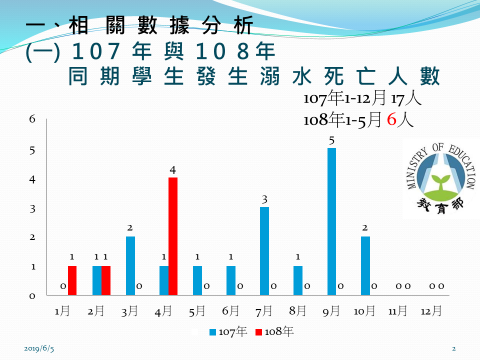 一、相關數據分析
(一) 107年與108年
同期學生發生溺水死亡人數
107年1-12月 17人
108年1-5月 6人
6
5
4
3
2
1
0
0 1 1 1 2 0 1 4 1 0 1 0 3 0 1 0 5 0 2 0 0 0 0 0
1月 2月 3月 4月 5月 6月 7月 8月 9月 10月 11月 12月
107年 108年
MINISTRY OF EDUCATION
教育部
2019/6/5
2